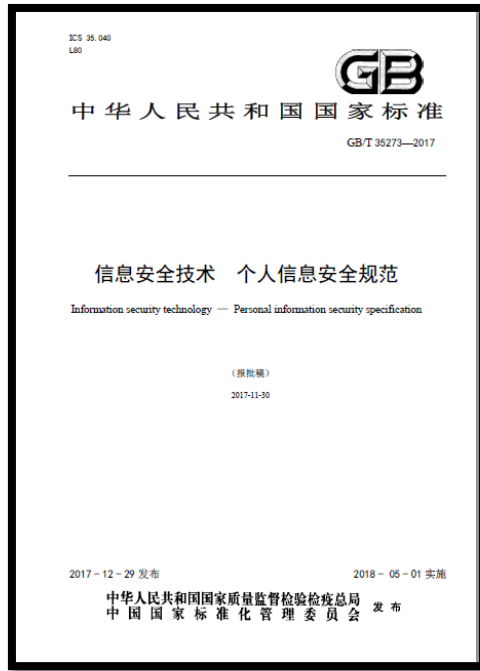 ICS 35.040
L80
GB
中华人民共和国国家标准
GB/T 35273—2017
信息安全技术 个人信息安全规范
Information security technology — Personal information security specification
（报批稿）
2017-11-30
2017－12－29 发布
2018－ 05－01 实施
中华人民共和国国家质量监督检验检疫总局
中国国家标准化管理委员会
发布